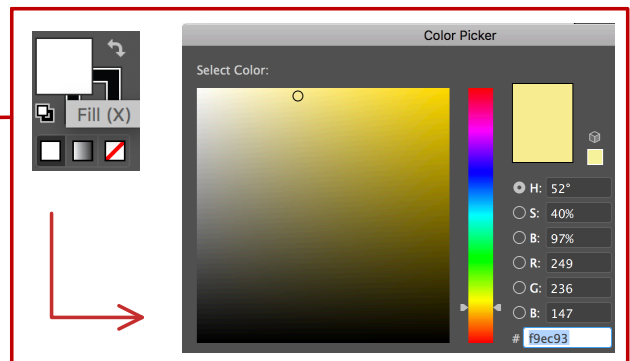 Fill (X)
Color Picker
Select Color:
H: 52°
S: 40%
B: 97%
R: 249
G: 236
B: 147
# f9ec93